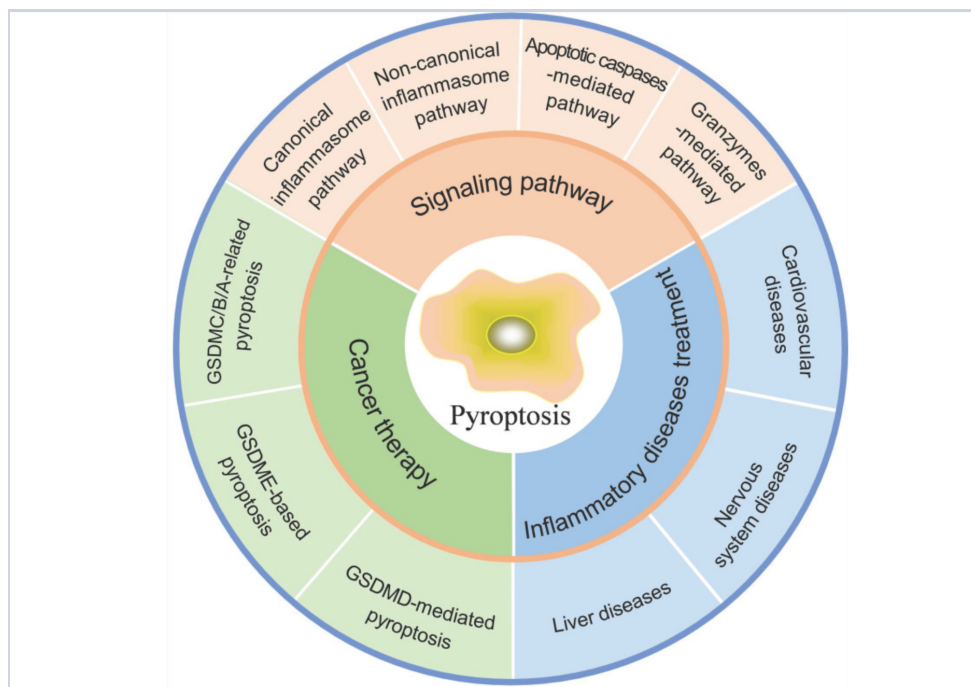 Canonical
inflammasome
pathway
Non-canonical
inflammasome
pathway
Apoptotic caspases
-mediated
pathway
Granzymes
-mediated
pathway
Signaling pathway
Cancer therapy
Inflammatory diseases treatment
Pyroptosis
GSDMC/B/A-related
pyroptosis
GSDME-based
pyroptosis
GSDMD-mediated
pyroptosis
Cardiovascular
diseases
Nervous
system diseases
Liver diseases